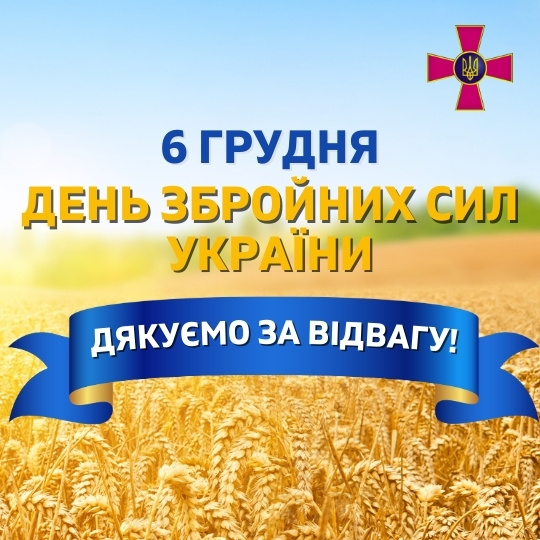 6 ГРУДНЯ
ДЕНЬ ЗБРОЙНИХ СИЛ
УКРАЇНИ
ДЯКУЄМО ЗА ВІДВАГУ!